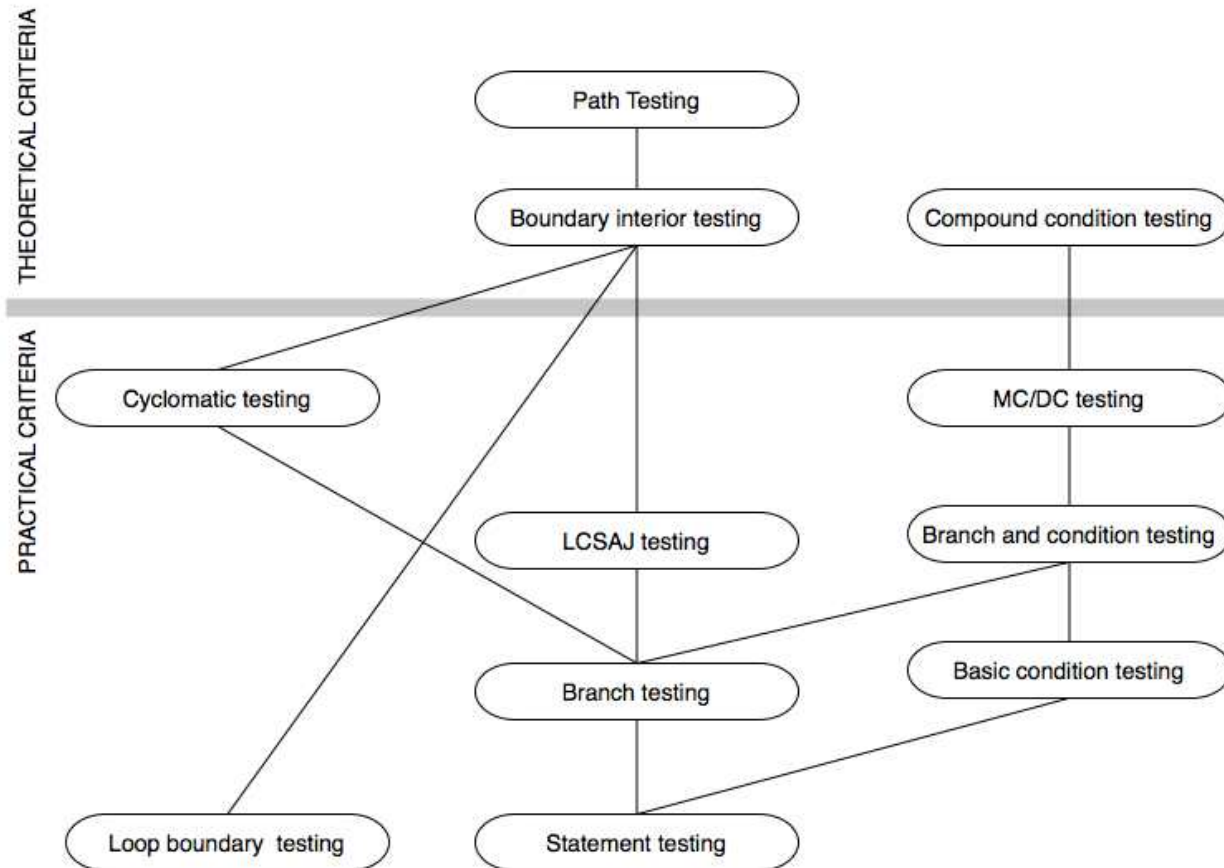 THEORETICAL CRITERIA
Path Testing
Boundary interior testing
Compound condition testing
PRACTICAL CRITERIA
Cyclomatic testing
MC/DC testing
LCSAJ testing
Branch and condition testing
Branch testing
Basic condition testing
Loop boundary testing
Statement testing